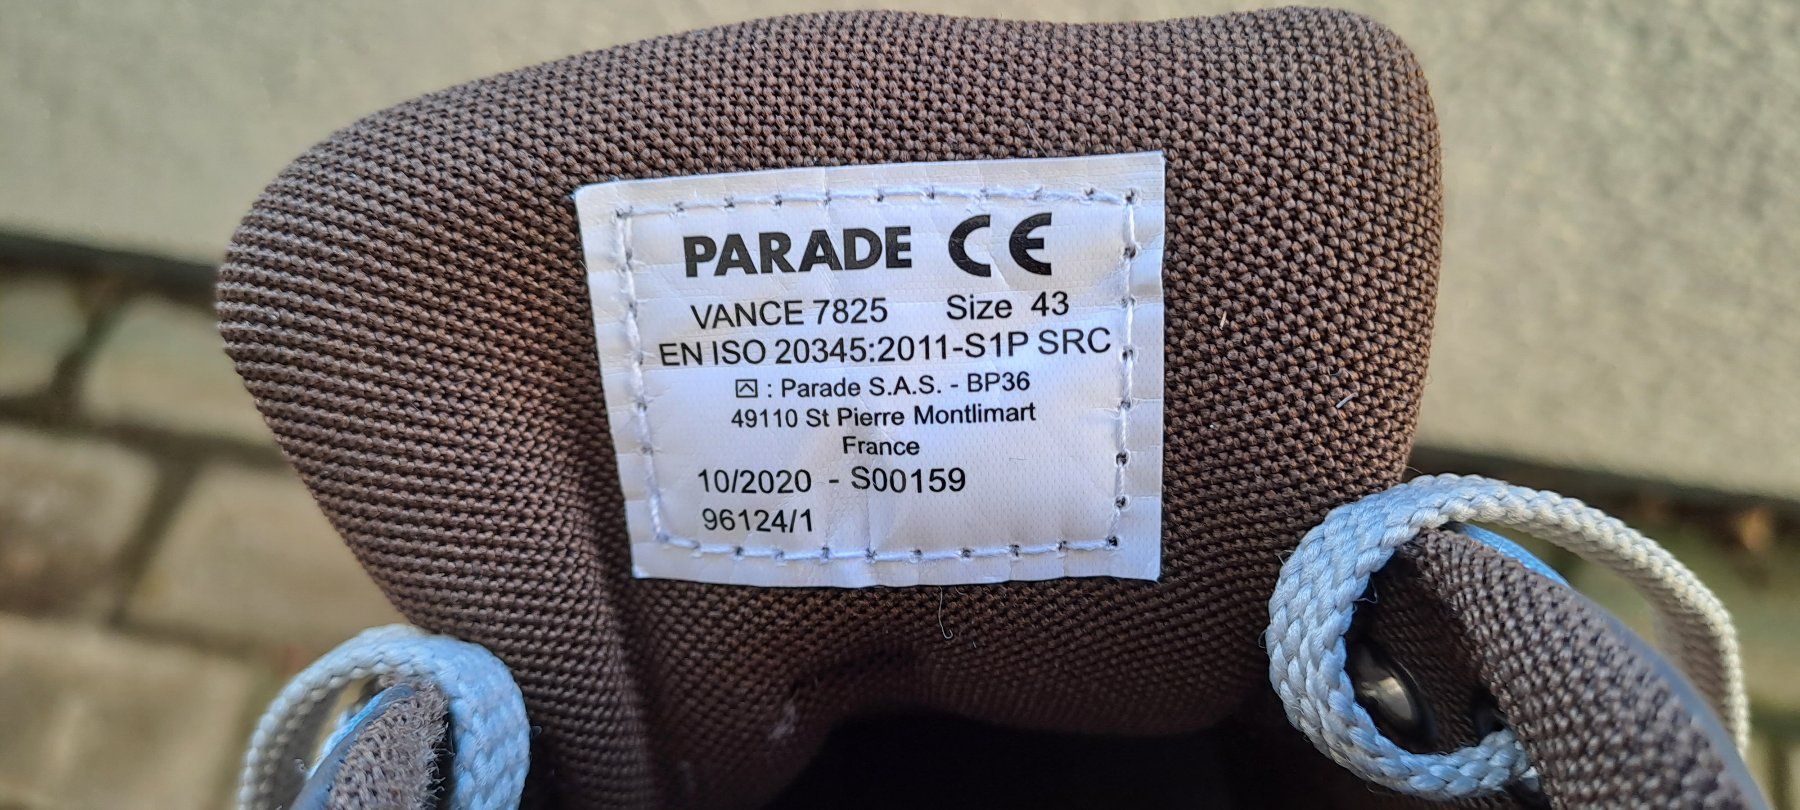 PARADE CE
VANCE 7825 Size 43
EN ISO 20345:2011-S1P SRC
: Parade S.A.S. - BP36
49110 St Pierre Montlimart
France
10/2020 - S00159
96124/1